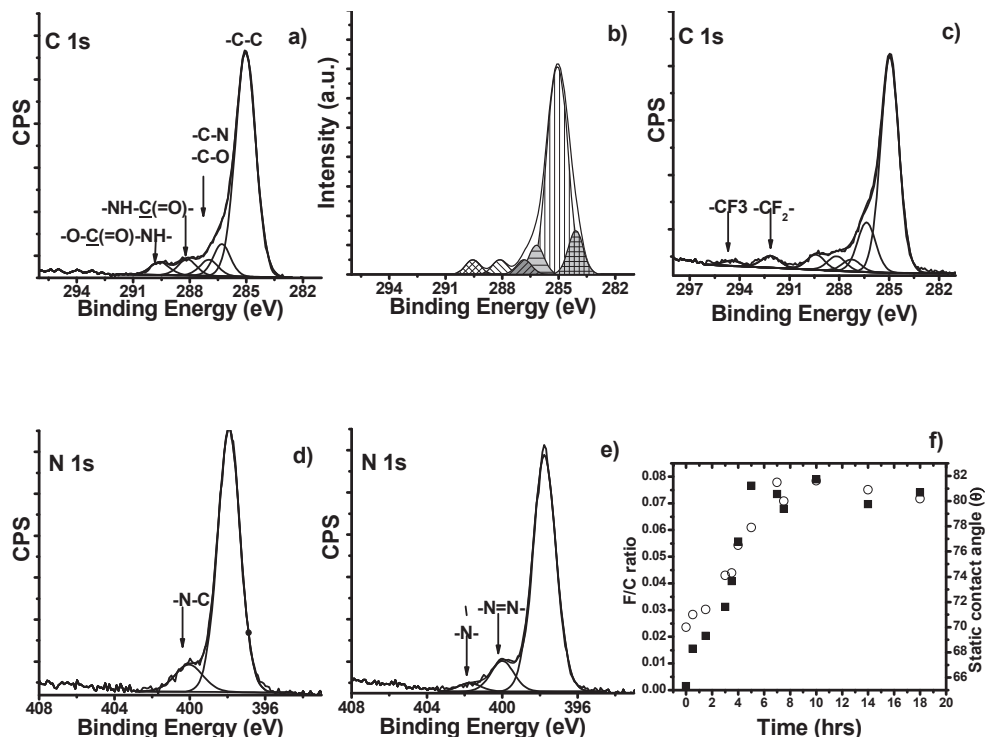 C 1s
a)
-C-C
-C-N
-C-O
-NH-C(=O)-
-O-C(=O)-NH-
CPS
294 291 288 285 282
Binding Energy (eV)
b)
Intensity (a.u.)
294 291 288 285 282
Binding Energy (eV)
C 1s
c)
-CF3 -CF2-
CPS
297 294 291 288 285 282
Binding Energy (eV)
N 1s
d)
-N-C
CPS
408 404 400 396
Binding Energy (eV)
N 1s
e)
-N=N-
-N-
CPS
408 404 400 396
Binding Energy (eV)
f)
0.08
0.07
0.06
0.05
0.04
0.03
0.02
0.01
0.00
F/C ratio
82
80
78
76
74
72
70
68
66
Static contact angle (θ)
0 2 4 6 8 10 12 14 16 18 20
Time (hrs)